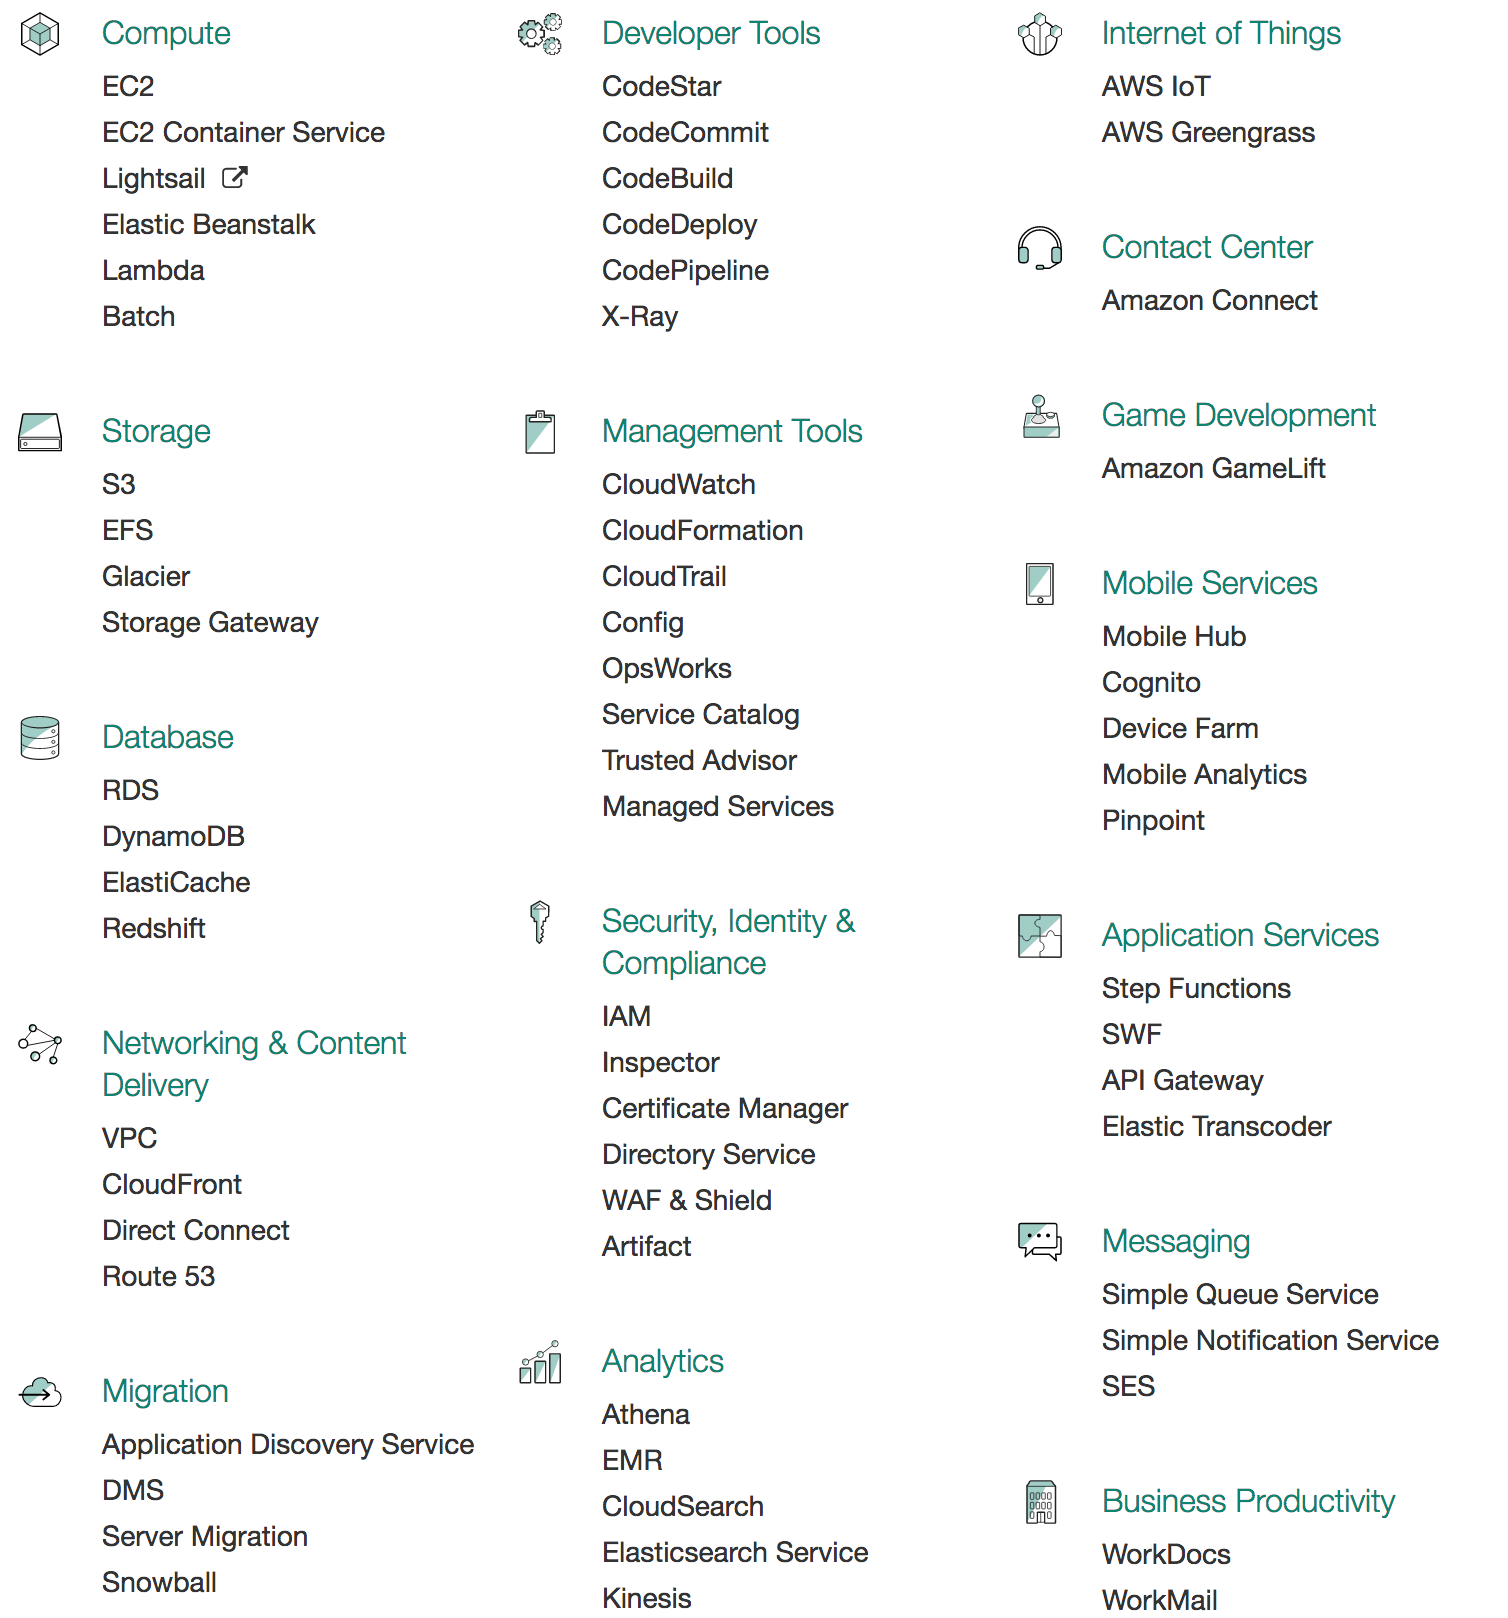 Compute
EC2
EC2 Container Service
Lightsail
Elastic Beanstalk
Lambda
Batch
Storage
S3
EFS
Glacier
Storage Gateway
Database
RDS
DynamoDB
ElastiCache
Redshift
Networking & Content
Delivery
VPC
CloudFront
Direct Connect
Route 53
Migration
Application Discovery Service
DMS
Server Migration
Snowball
Developer Tools
CodeStar
CodeCommit
CodeBuild
CodeDeploy
CodePipeline
X-Ray
Management Tools
CloudWatch
CloudFormation
CloudTrail
Config
OpsWorks
Service Catalog
Trusted Advisor
Managed Services
Security, Identity &
Compliance
IAM
Inspector
Certificate Manager
Directory Service
WAF & Shield
Artifact
Analytics
Athena
EMR
CloudSearch
Elasticsearch Service
Kinesis
Internet of Things
AWS IoT
AWS Greengrass
Contact Center
Amazon Connect
Game Development
Amazon GameLift
Mobile Services
Mobile Hub
Cognito
Device Farm
Mobile Analytics
Pinpoint
Application Services
Step Functions
SWF
API Gateway
Elastic Transcoder
Messaging
Simple Queue Service
Simple Notification Service
SES
Business Productivity
WorkDocs
WorkMail